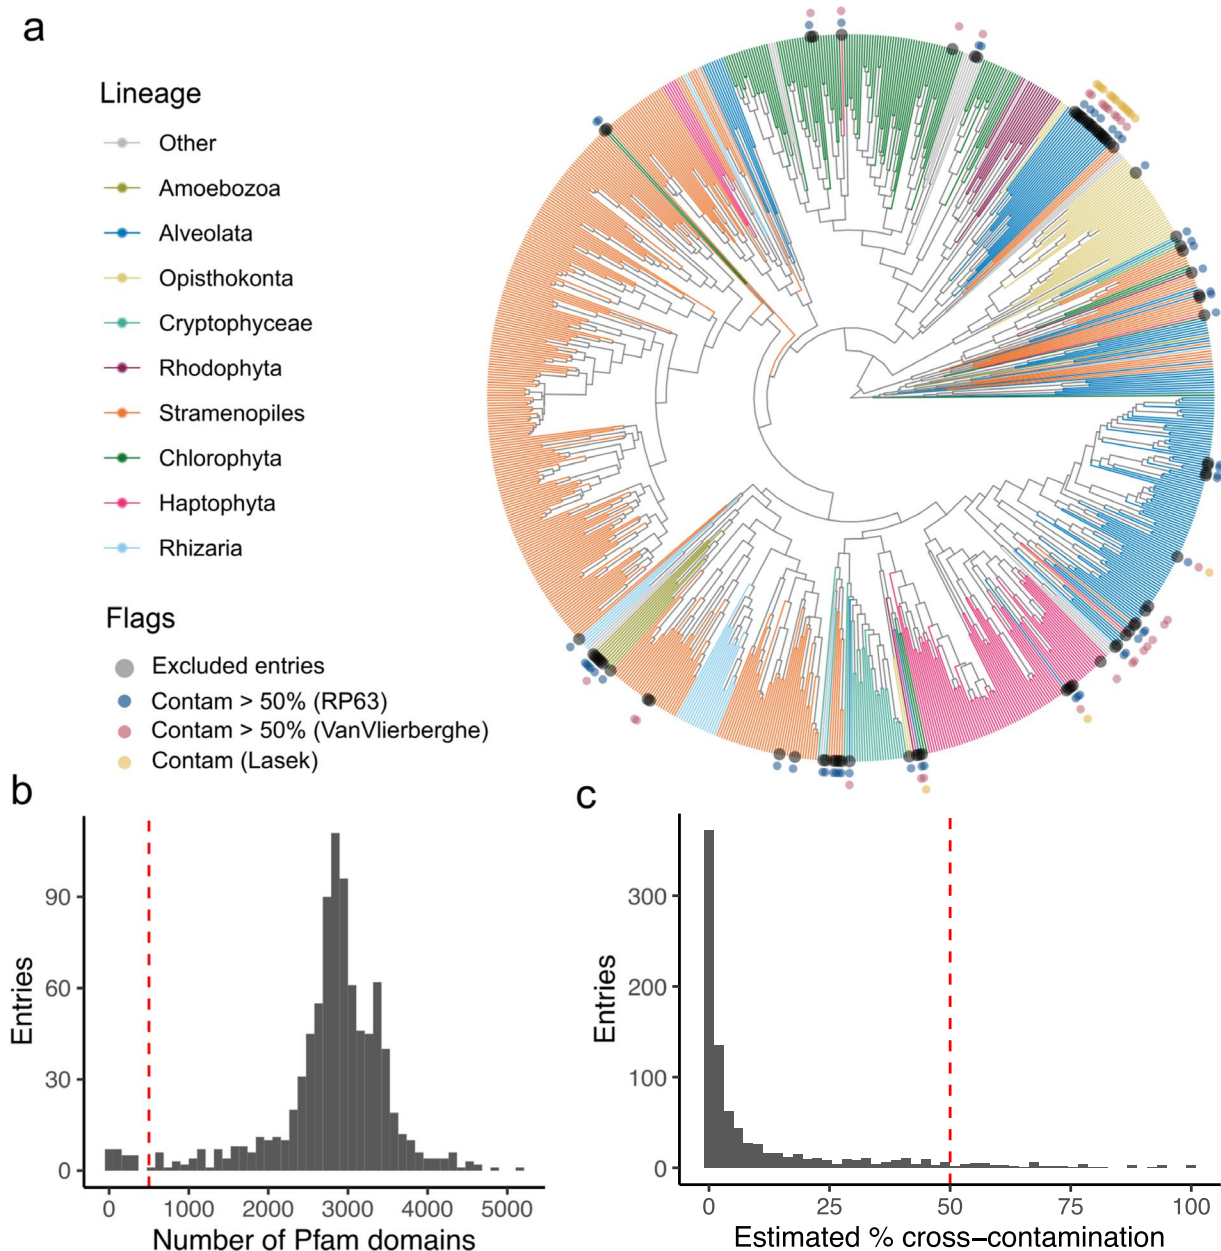 a
Lineage
Other
Amoebozoa
Alveolata
Opisthokonta
Cryptophyceae
Rhodophyta
Stramenopiles
Chlorophyta
Haptophyta
Rhizaria
Flags
Excluded entries
Contam > 50% (RP63)
Contam > 50% (VanVlierberghe)
Contam (Lasek)
b
Entries
90
60
30
0
0 1000 2000 3000 4000 5000
Number of Pfam domains
c
Entries
300
200
100
0
0 25 50 75 100
Estimated % cross−contamination